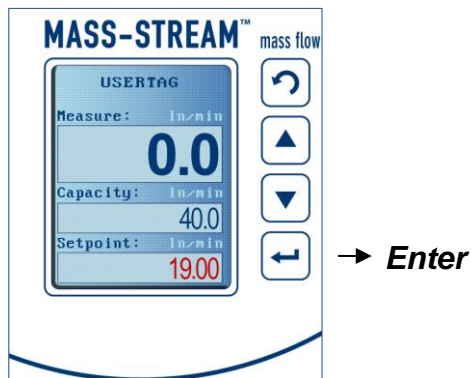 MASS-STREAM™ mass flow
USERTAG
Measure: ln/min
0.0
Capacity: ln/min
40.0
Setpoint: ln/min
19.00
Enter